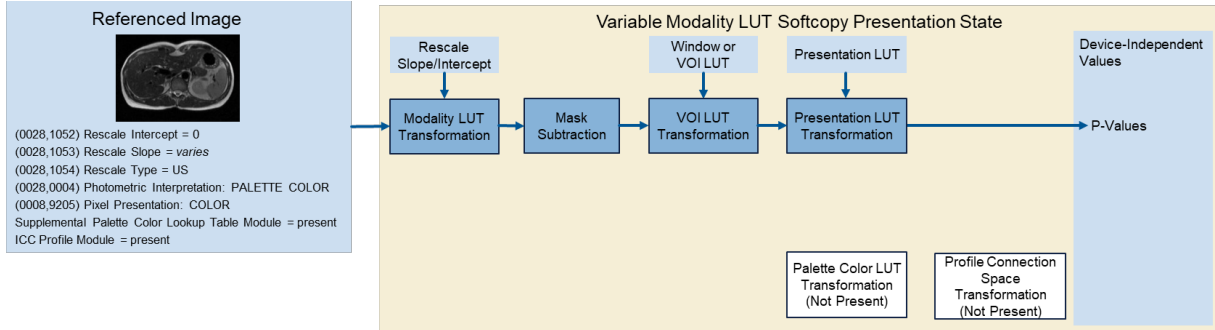 Referenced Image
(0028,1052) Rescale Intercept = 0
(0028,1053) Rescale Slope = varies
(0028,1054) Rescale Type = US
(0028,0004) Photometric Interpretation: PALETTE COLOR
(0008,9205) Pixel Presentation: COLOR
Supplemental Palette Color Lookup Table Module = present
ICC Profile Module = present
Variable Modality LUT Softcopy Presentation State
Rescale
Slope/Intercept
Window or
VOI LUT
Presentation LUT
Device-Independent
Values
Modality LUT
Transformation
Mask
Subtraction
VOI LUT
Transformation
Presentation LUT
Transformation
P-Values
Palette Color LUT
Transformation
(Not Present)
Profile Connection
Space
Transformation
(Not Present)